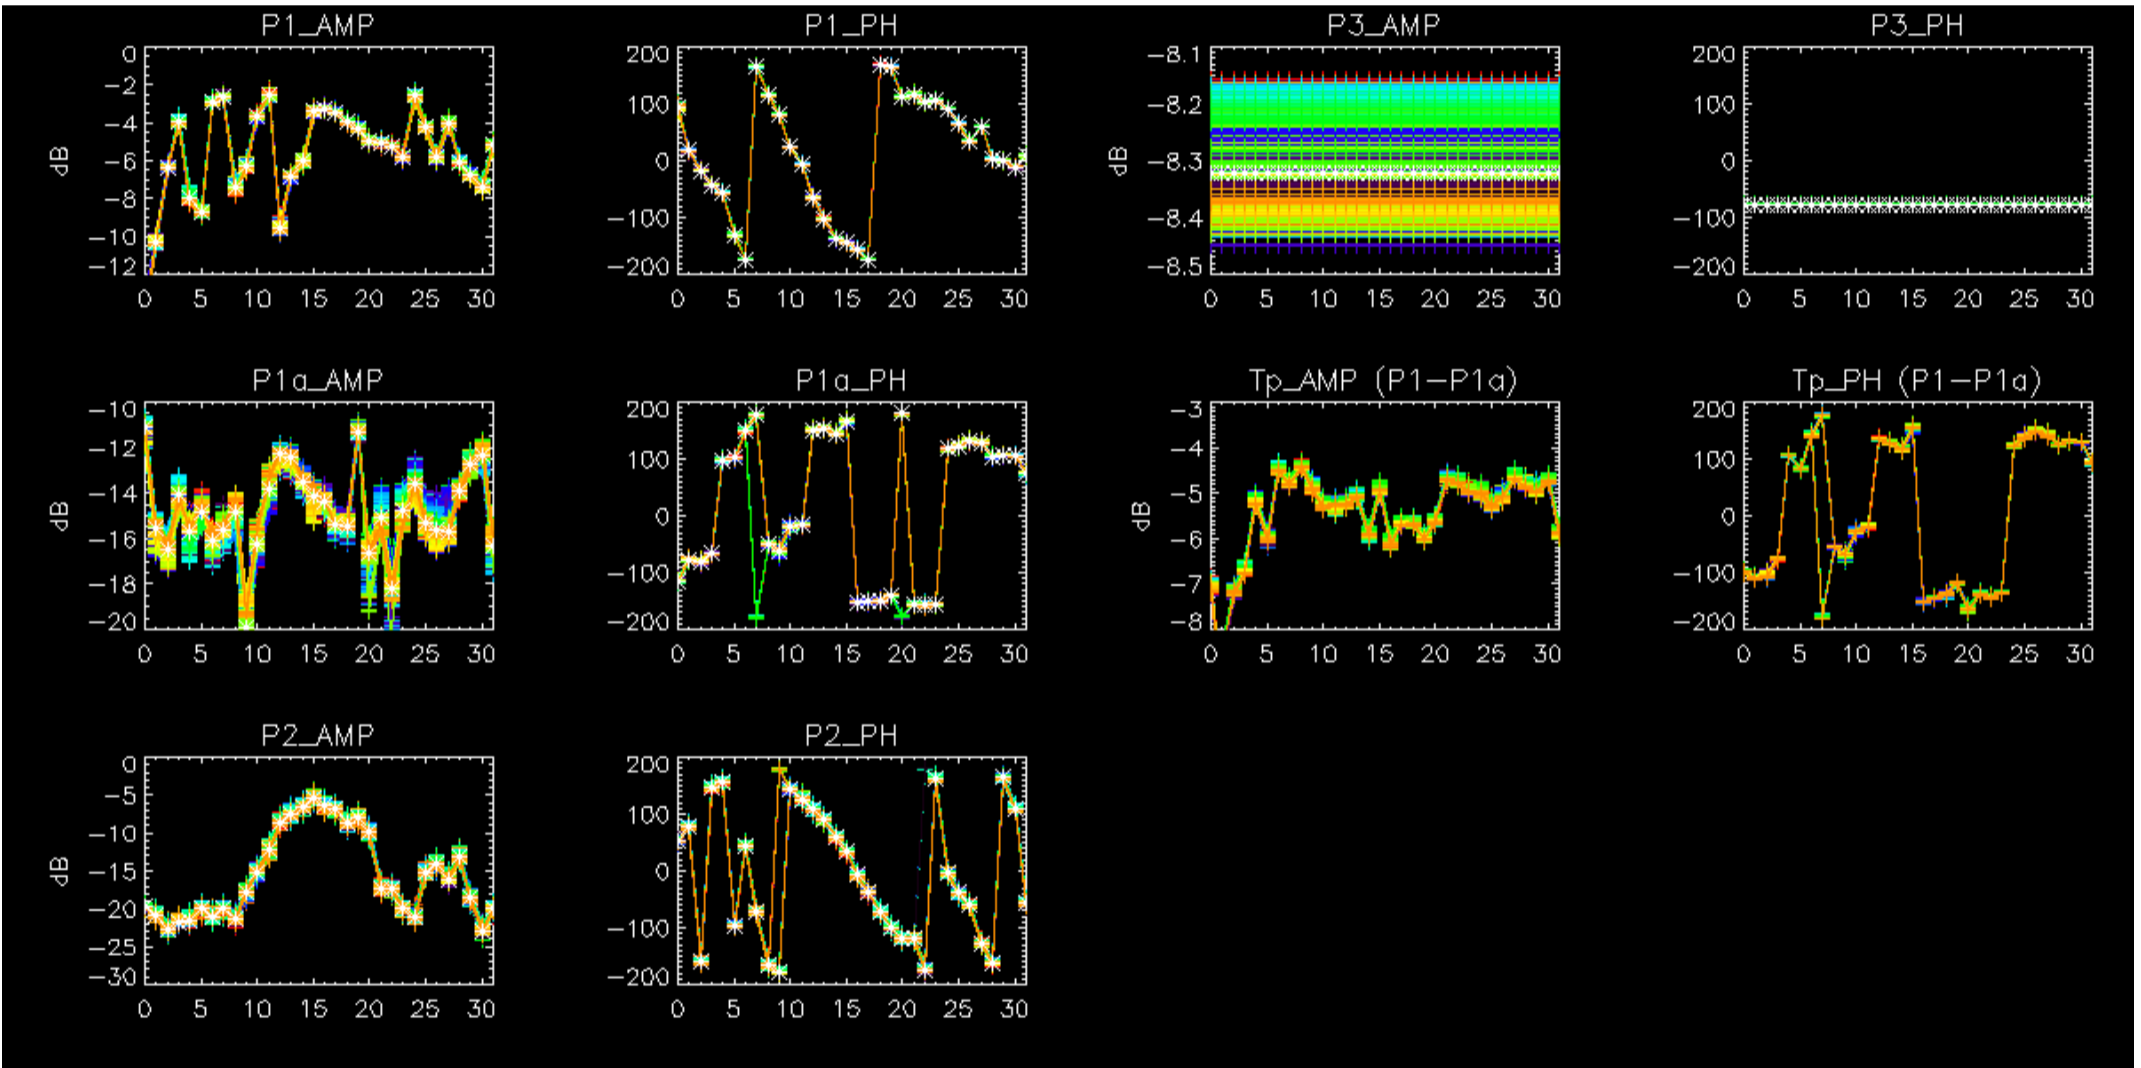 P1_AMP
dB
0
-2
-4
-6
-8
-10
-12
0 5 10 15 20 25 30
P1_PH
200
100
0
-100
-200
0 5 10 15 20 25 30
P3_AMP
dB
-8.1
-8.2
-8.3
-8.4
-8.5
0 5 10 15 20 25 30
P3_PH
200
100
0
-100
-200
0 5 10 15 20 25 30
P1a_AMP
dB
-10
-12
-14
-16
-18
-20
0 5 10 15 20 25 30
P1a_PH
200
100
0
-100
-200
0 5 10 15 20 25 30
Tp_AMP (P1-P1a)
dB
-3
-4
-5
-6
-7
-8
0 5 10 15 20 25 30
Tp_PH (P1-P1a)
200
100
0
-100
-200
0 5 10 15 20 25 30
P2_AMP
dB
0
-5
-10
-15
-20
-25
-30
0 5 10 15 20 25 30
P2_PH
200
100
0
-100
-200
0 5 10 15 20 25 30